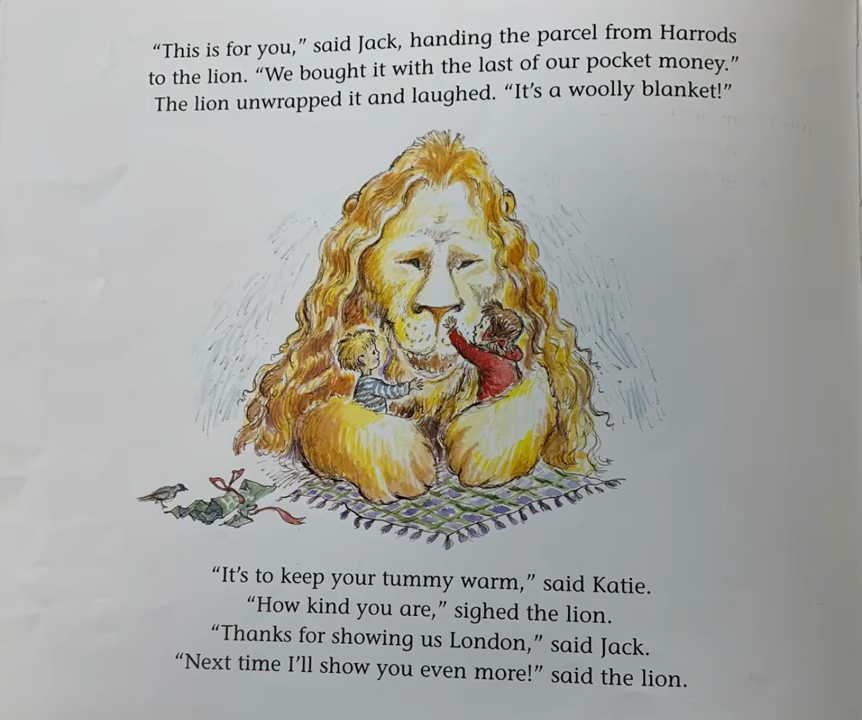 “This is for you,” said Jack, handing the parcel from Harrods
to the lion. “We bought it with the last of our pocket money.”
The lion unwrapped it and laughed. “It’s a woolly blanket!”
“It’s to keep your tummy warm,” said Katie.
“How kind you are,” sighed the lion.
“Thanks for showing us London,” said Jack.
“Next time I’ll show you even more!” said the lion.